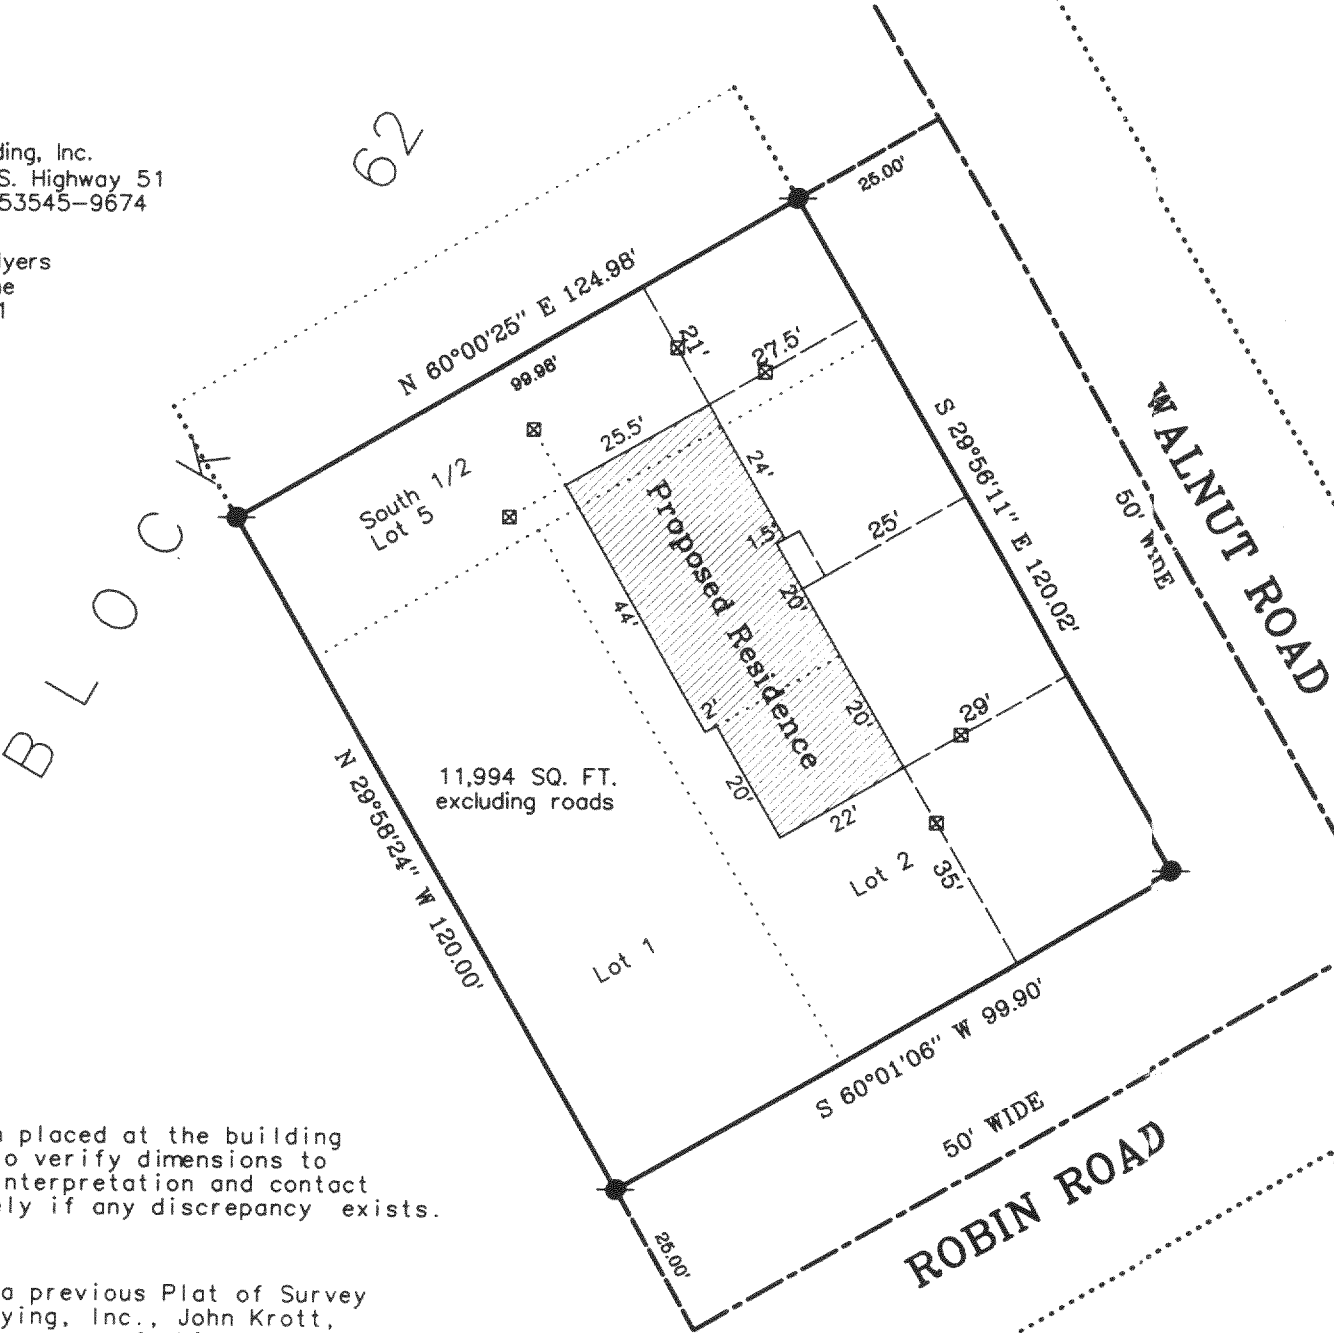 ding, Inc.
S. Highway 51
53545-9674
yers
1
BLOCK
62
25.00'
N 60°00'25" E 124.98'
99.98'
21'
27.5'
25.5'
South 1/2
Lot 5
24'
S 29°56'11" E 120.02'
WALNUT ROAD
50' WIDE
Proposed Residence
1.5'
25'
20'
44'
2'
20'
29'
20'
22'
11,994 SQ. FT.
excluding roads
N 29°58'24" W 120.00'
Lot 2
35'
Lot 1
S 60°01'06" W 99.90'
50' WIDE
ROBIN ROAD
25.00'
placed at the building
o verify dimensions to
nterpretation and contact
ly if any discrepancy exists.
a previous Plat of Survey
ying, Inc., John Krott,